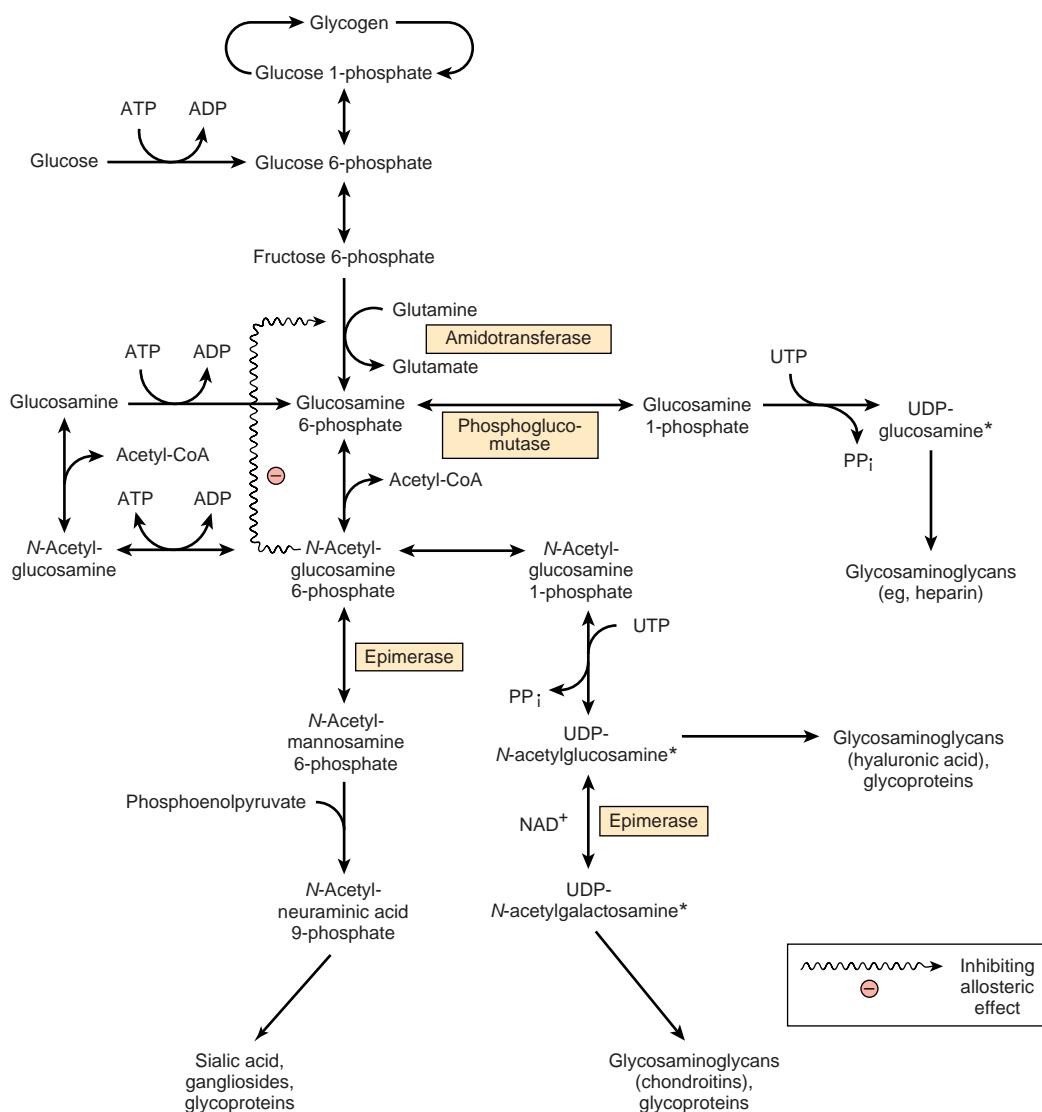 Glycogen
Glucose 1-phosphate
ATP
ADP
Glucose
Glucose 6-phosphate
Fructose 6-phosphate
Glutamine
Amidotransferase
Glutamate
ATP
ADP
UTP
Glucosamine
Glucosamine
6-phosphate
Phosphogluco-
mutase
Glucosamine
1-phosphate
UDP-
glucosamine*
PPi
Acetyl-CoA
Acetyl-CoA
−
ATP
ADP
N-Acetyl-
glucosamine
N-Acetyl-
glucosamine
6-phosphate
N-Acetyl-
glucosamine
1-phosphate
Glycosaminoglycans
(eg, heparin)
UTP
Epimerase
PPi
N-Acetyl-
mannosamine
6-phosphate
UDP-
N-acetylglucosamine*
Glycosaminoglycans
(hyaluronic acid),
glycoproteins
Phosphoenolpyruvate
NAD+
Epimerase
N-Acetyl-
neuraminic acid
9-phosphate
UDP-
N-acetylgalactosamine*
Inhibiting
allosteric
effect
−
Sialic acid,
gangliosides,
glycoproteins
Glycosaminoglycans
(chondroitins),
glycoproteins